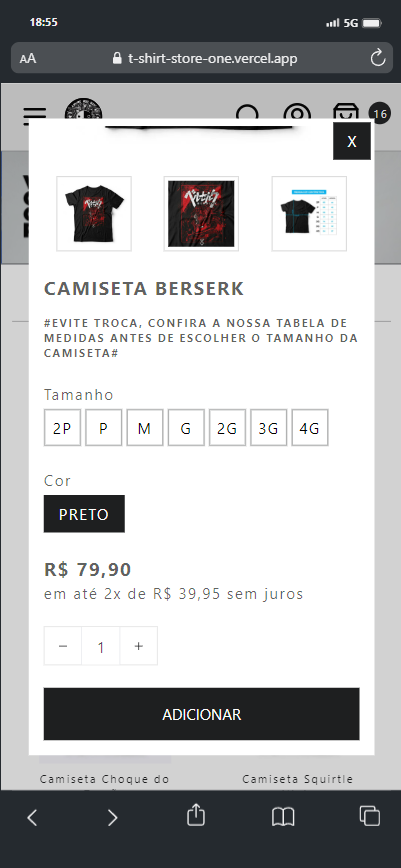 18:55
5G
AA
t-shirt-store-one.vercel.app
16
X
CAMISETA BERSERK
#EVITE TROCA, CONFIRA A NOSSA TABELA DE
MEDIDAS ANTES DE ESCOLHER O TAMANHO DA
CAMISETA#
Tamanho
2P P M G 2G 3G 4G
Cor
PRETO
R$ 79,90
em até 2x de R$ 39,95 sem juros
− 1 +
ADICIONAR
Camiseta Choque do
Camiseta Squirtle